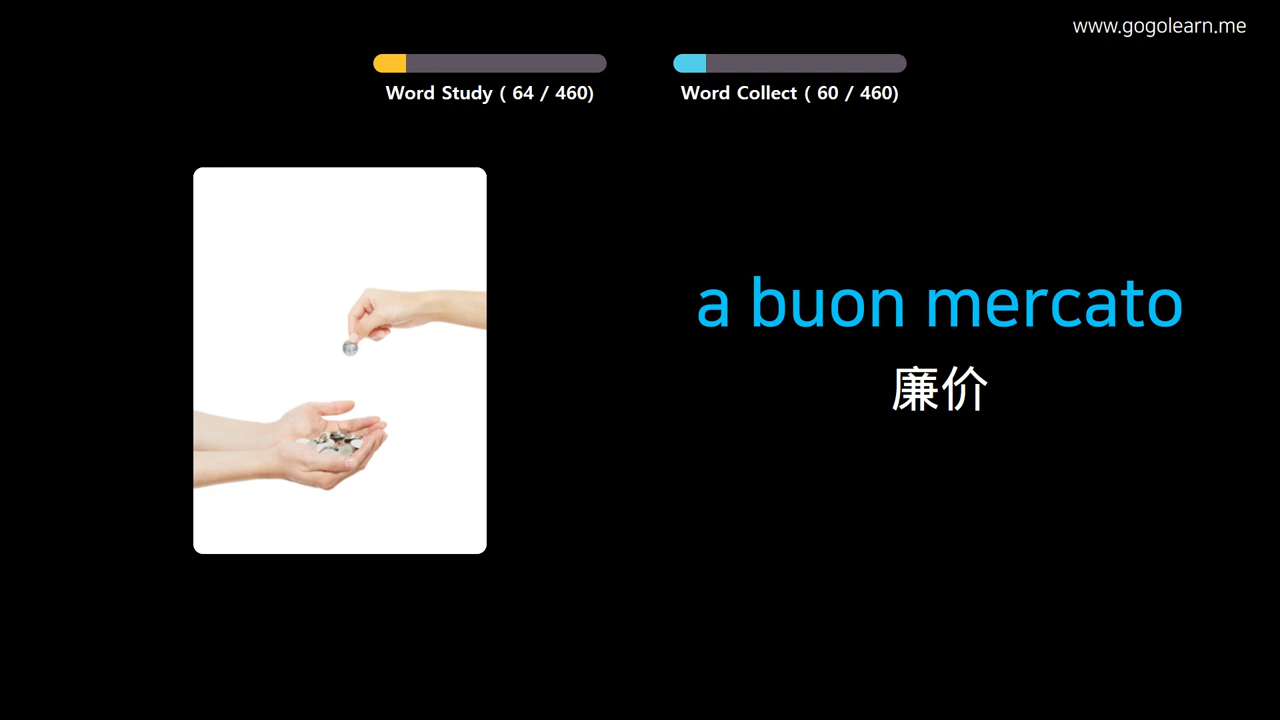 www.gogolearn.me
Word Study ( 64 / 460)
Word Collect ( 60 / 460)
a buon mercato
廉价